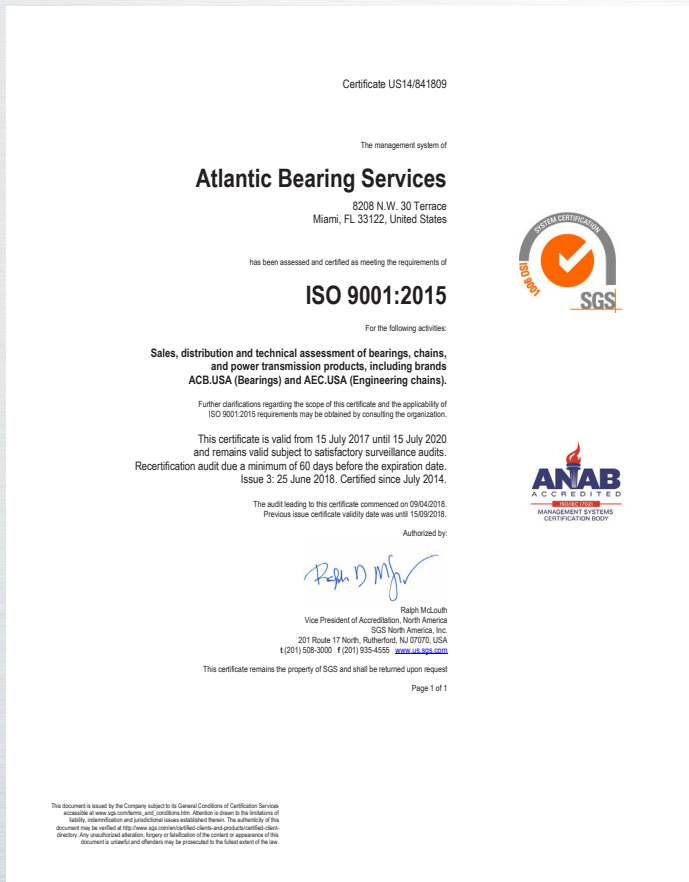 Certificate US14/841809
The management system of
Atlantic Bearing Services
8208 N.W. 30 Terrace
Miami, FL 33122, United States
has been assessed and certified as meeting the requirements of
ISO 9001:2015
For the following activities:
Sales, distribution and technical assessment of bearings, chains,
and power transmission products, including brands
ACB.USA (Bearings) and AEC.USA (Engineering chains).
Further clarifications regarding the scope of this certificate and the applicability of
ISO 9001:2015 requirements may be obtained by consulting the organization.
This certificate is valid from 15 July 2017 until 15 July 2020
and remains valid subject to satisfactory surveillance audits.
Recertification audit due a minimum of 60 days before the expiration date.
Issue 3: 25 June 2018. Certified since July 2014.
The audit leading to this certificate commenced on 09/04/2018.
Previous issue certificate validity date was until 15/09/2018.
Authorized by:
Ralph McLouth
Vice President of Accreditation, North America
SGS North America, Inc.
201 Route 17 North, Rutherford, NJ 07070, USA
t (201) 508-3000 f (201) 935-4555 www.us.sgs.com
This certificate remains the property of SGS and shall be returned upon request
Page 1 of 1
SYSTEM CERTIFICATION
ISO 9001
SGS
ANAB
ACCREDITED
ISO/IEC 17021
MANAGEMENT SYSTEMS
CERTIFICATION BODY
This document is issued by the Company subject to its General Conditions of Certification Services
accessible at www.sgs.com/terms_and_conditions.htm. Attention is drawn to the limitations of
liability, indemnification and jurisdictional issues established therein. The authenticity of this
document may be verified at http://www.sgs.com/en/certified-clients-and-products/certified-client-
directory. Any unauthorized alteration, forgery or falsification of the content or appearance of this
document is unlawful and offenders may be prosecuted to the fullest extent of the law.